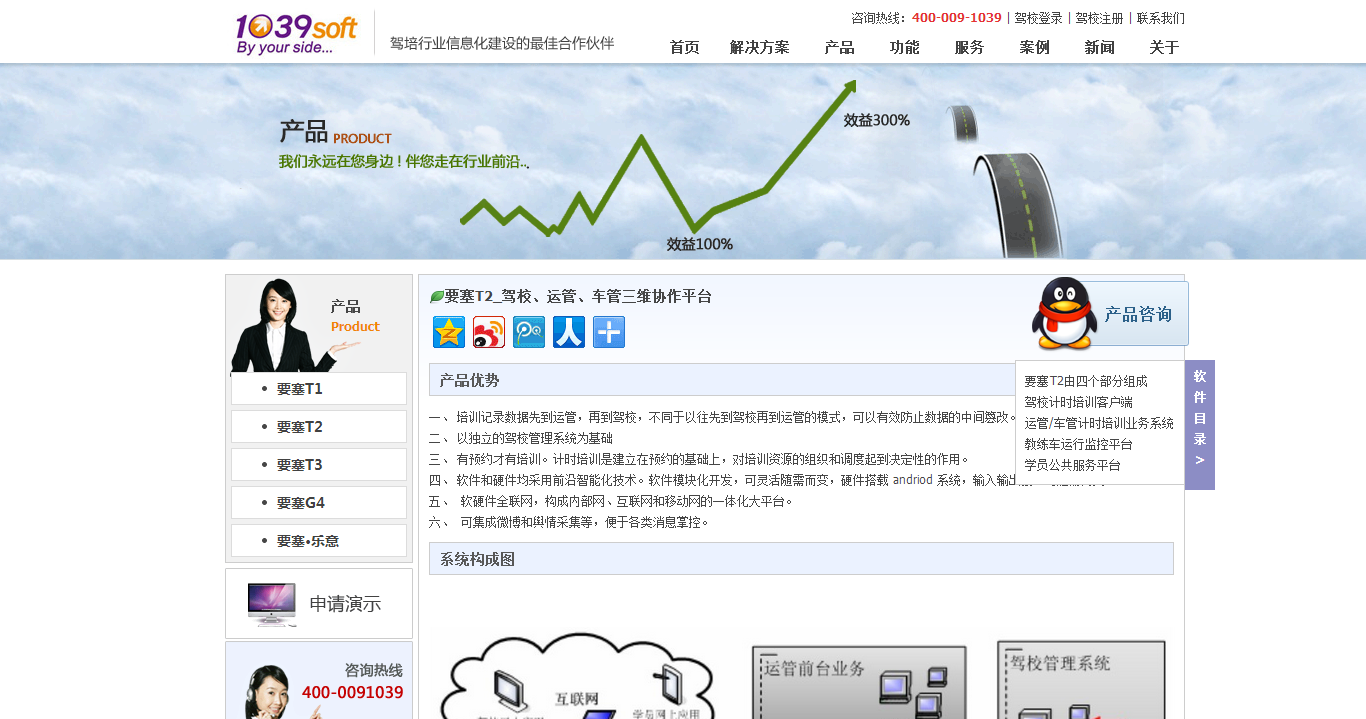 1039soft
By your side...
驾培行业信息化建设的最佳合作伙伴
咨询热线：400-009-1039 | 驾校登录 | 驾校注册 | 联系我们
首页 解决方案 产品 功能 服务 案例 新闻 关于
产品 PRODUCT
我们永远在您身边！伴您走在行业前沿...
效益300%
效益100%
产品
Product
• 要塞T1
• 要塞T2
• 要塞T3
• 要塞G4
• 要塞•乐意
申请演示
咨询热线
400-0091039
要塞T2_驾校、运管、车管三维协作平台
产品咨询
产品优势
一、 培训记录数据先到运管，再到驾校，不同于以往先到驾校再到运管的模式，可以有效防止数据的中间篡改。
二、 以独立的驾校管理系统为基础
三、 有预约才有培训。计时培训是建立在预约的基础上，对培训资源的组织和调度起到决定性的作用。
四、 软件和硬件均采用前沿智能化技术。软件模块化开发，可灵活随需而变，硬件搭载 andriod 系统，输入输出
五、 软硬件全联网，构成内部网、互联网和移动网的一体化大平台。
六、 可集成微博和舆情采集等，便于各类消息掌控。
要塞T2由四个部分组成
驾校计时培训客户端
运管/车管计时培训业务系统
教练车运行监控平台
学员公共服务平台
软件目录
>
系统构成图
互联网
学员网上应用
运管前台业务
驾校管理系统